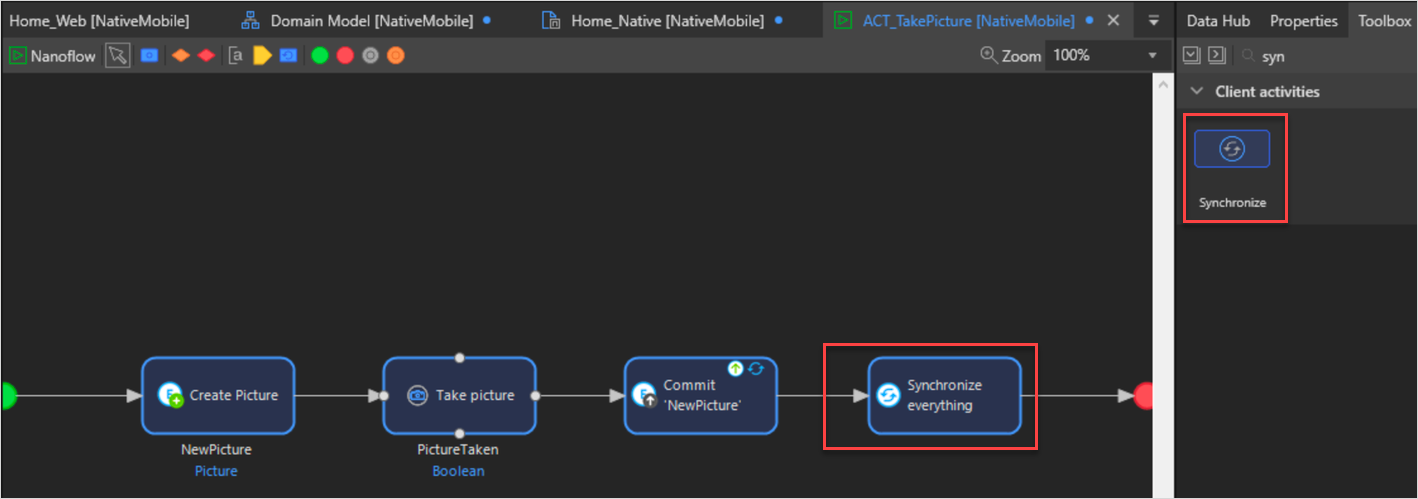 Home_Web [NativeMobile]
Domain Model [NativeMobile]
Home_Native [NativeMobile]
ACT_TakePicture [NativeMobile]
Data Hub
Properties
Toolbox
Nanoflow
Zoom
100%
syn
Client activities
Synchronize
Create Picture
NewPicture
Picture
Take picture
PictureTaken
Boolean
Commit
'NewPicture'
Synchronize
everything